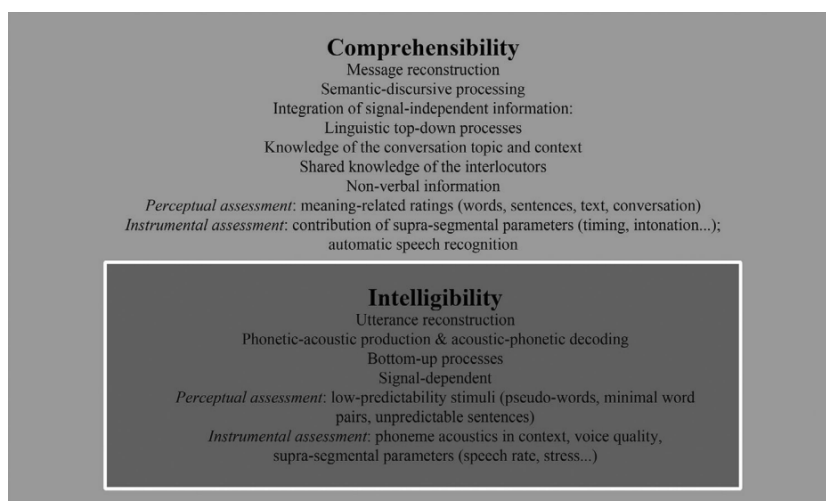 Comprehensibility
Message reconstruction
Semantic-discursive processing
Integration of signal-independent information:
Linguistic top-down processes
Knowledge of the conversation topic and context
Shared knowledge of the interlocutors
Non-verbal information
Perceptual assessment: meaning-related ratings (words, sentences, text, conversation)
Instrumental assessment: contribution of supra-segmental parameters (timing, intonation...);
automatic speech recognition
Intelligibility
Utterance reconstruction
Phonetic-acoustic production & acoustic-phonetic decoding
Bottom-up processes
Signal-dependent
Perceptual assessment: low-predictability stimuli (pseudo-words, minimal word
pairs, unpredictable sentences)
Instrumental assessment: phoneme acoustics in context, voice quality,
supra-segmental parameters (speech rate, stress...)